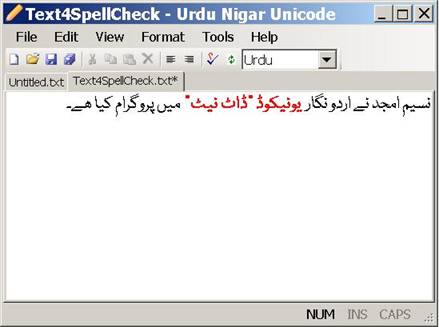 Text4SpellCheck - Urdu Nigar Unicode
File Edit View Format Tools Help
Urdu
Untitled.txt Text4SpellCheck.txt*
نسیم امجد نے اردو نگار یونیکوڈ "ڈاٹ نیٹ" میں پروگرام کیا ھے۔
NUM INS CAPS